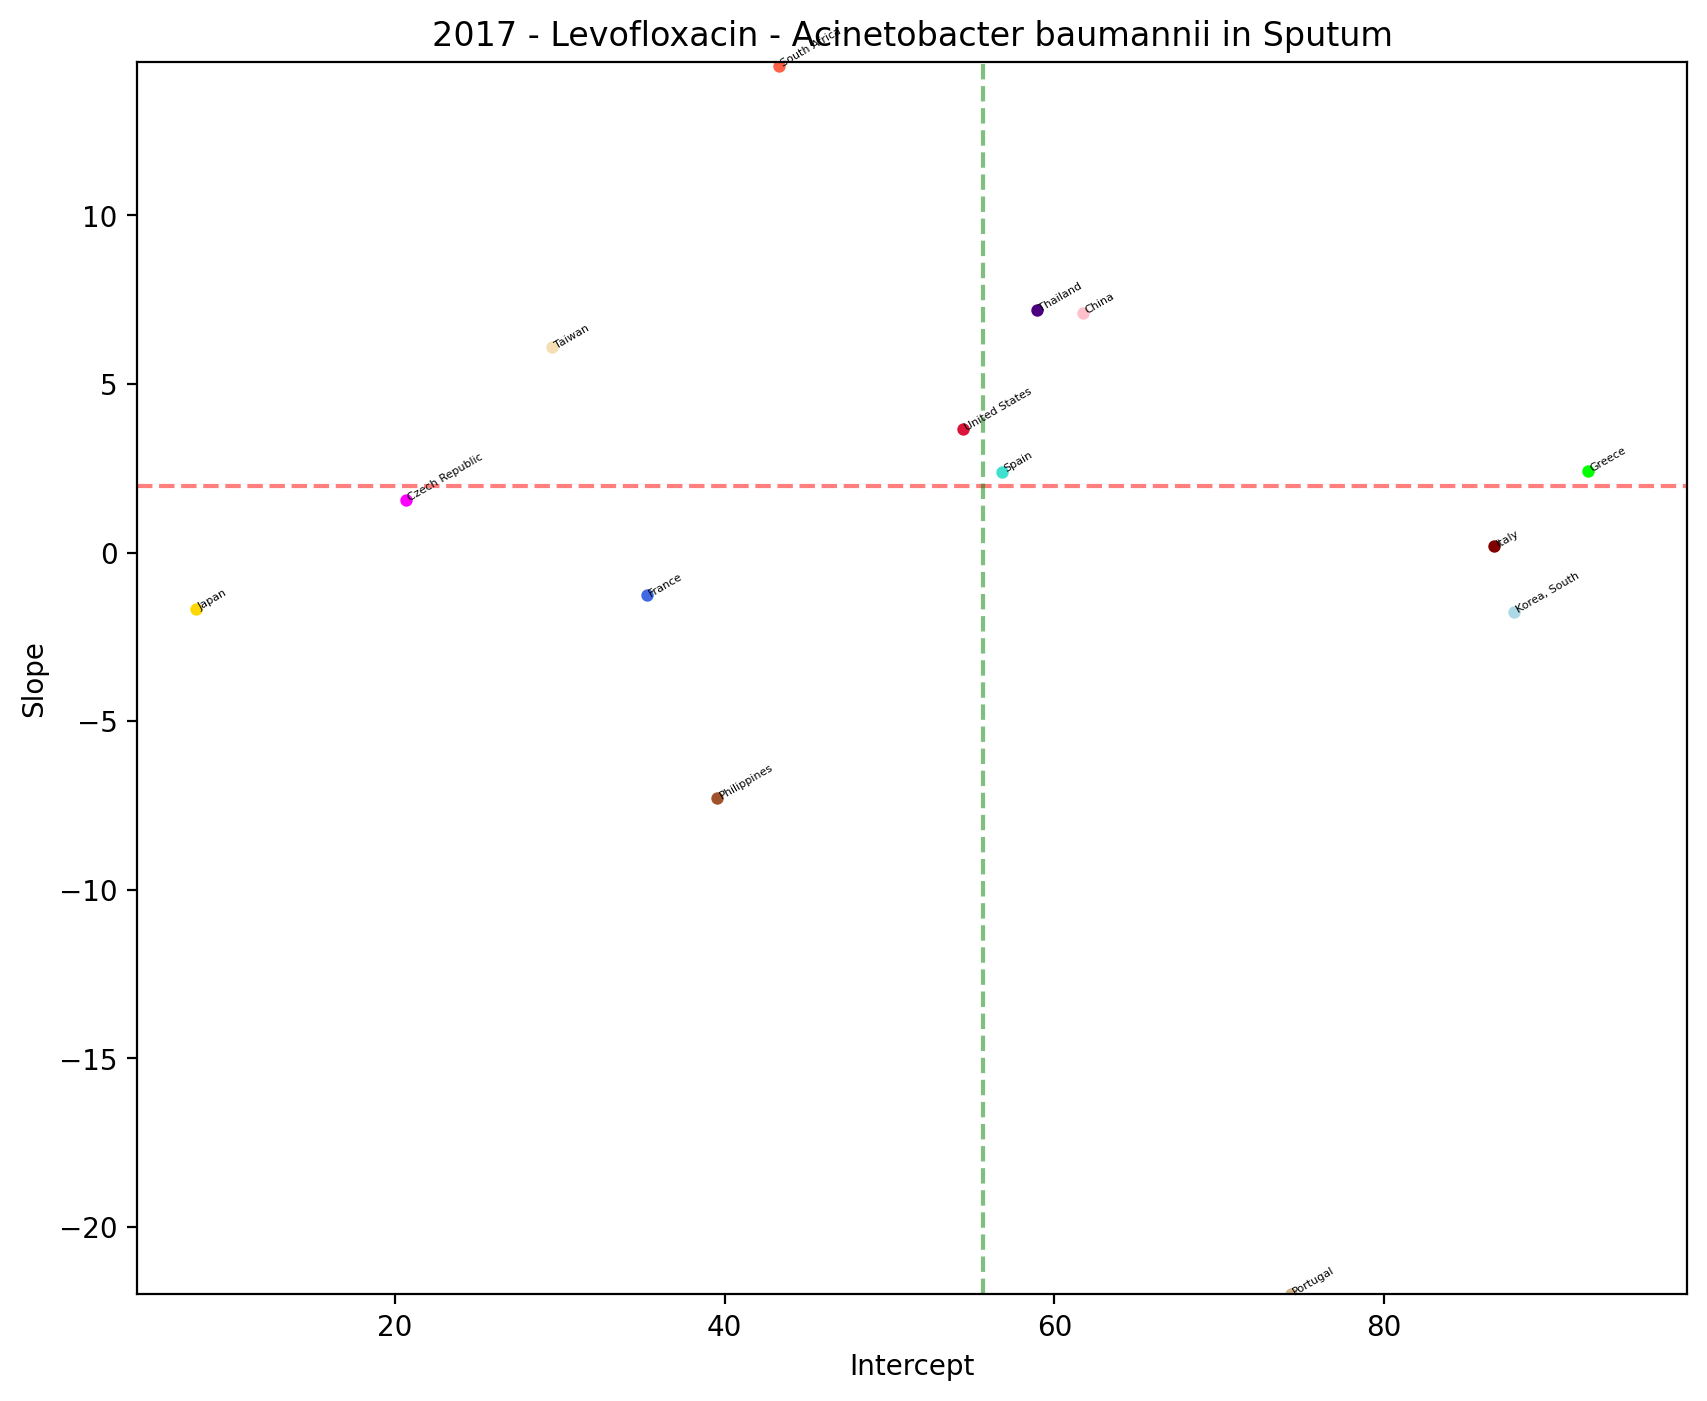 2017 - Levofloxacin - Acinetobacter baumannii in Sputum
South Africa
10
Thailand
China
Taiwan
5
United States
Spain
Greece
Czech Republic
0
Italy
Japan
France
Korea, South
Slope
−5
Philippines
−10
−15
−20
Portugal
20
40
60
80
Intercept